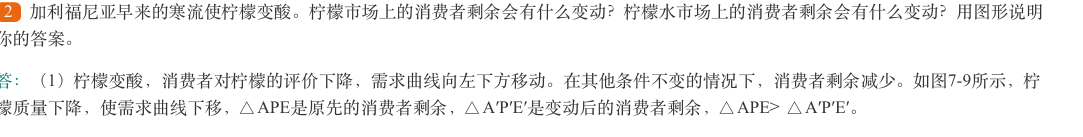 2 加利福尼亚早来的寒流使柠檬变酸。柠檬市场上的消费者剩余会有什么变动？柠檬水市场上的消费者剩余会有什么变动？用图形说明
你的答案。
答：（1）柠檬变酸，消费者对柠檬的评价下降，需求曲线向左下方移动。在其他条件不变的情况下，消费者剩余减少。如图7-9所示，柠
檬质量下降，使需求曲线下移，△APE是原先的消费者剩余，△A′P′E′是变动后的消费者剩余，△APE> △A′P′E′。